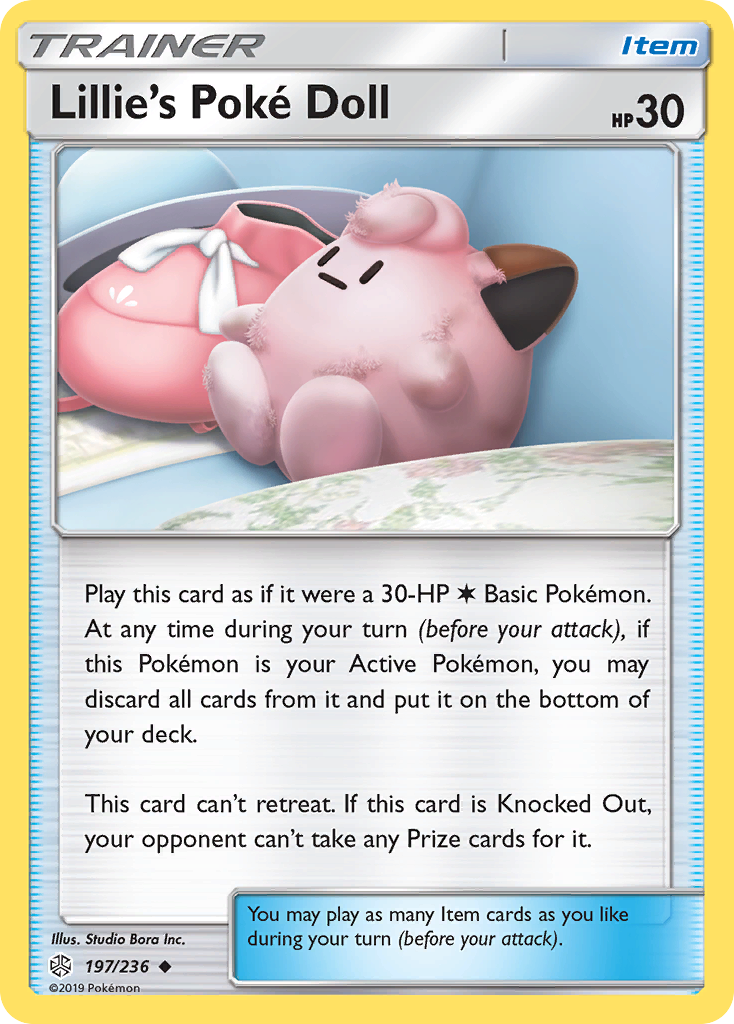 TRAINER
Item
Lillie's Poké Doll
HP30
Play this card as if it were a 30-HP ✶ Basic Pokémon.
At any time during your turn (before your attack), if
this Pokémon is your Active Pokémon, you may
discard all cards from it and put it on the bottom of
your deck.
This card can't retreat. If this card is Knocked Out,
your opponent can't take any Prize cards for it.
You may play as many Item cards as you like
during your turn (before your attack).
Illus. Studio Bora Inc.
197/236 ◆
©2019 Pokémon